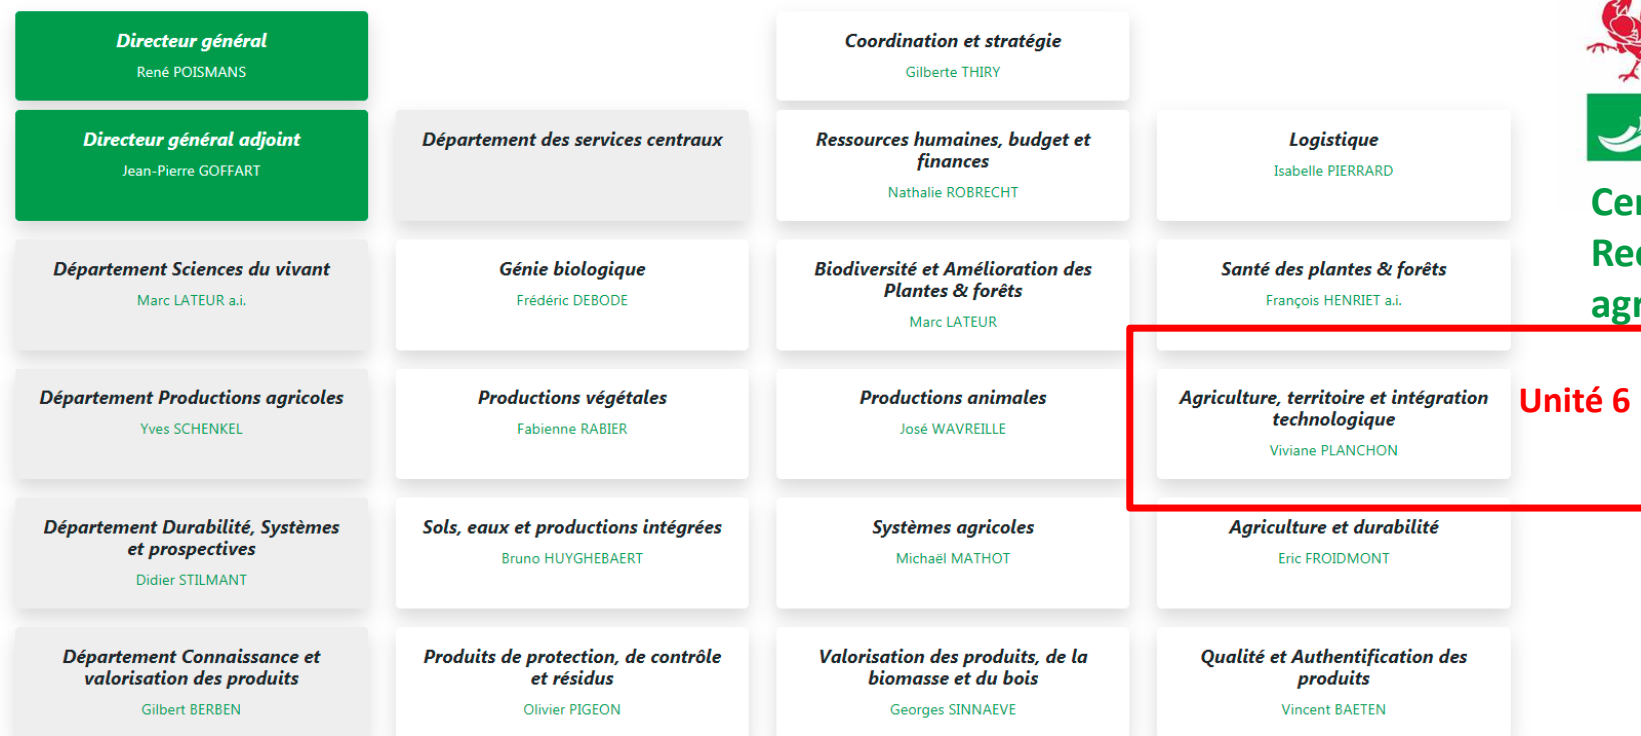 Directeur général
René POISMANS
Coordination et stratégie
Gilberte THIRY
Directeur général adjoint
Jean-Pierre GOFFART
Département des services centraux
Ressources humaines, budget et
finances
Nathalie ROBRECHT
Logistique
Isabelle PIERRARD
Département Sciences du vivant
Marc LATEUR a.i.
Génie biologique
Frédéric DEBODE
Biodiversité et Amélioration des
Plantes & forêts
Marc LATEUR
Santé des plantes & forêts
François HENRIET a.i.
Département Productions agricoles
Yves SCHENKEL
Productions végétales
Fabienne RABIER
Productions animales
José WAVREILLE
Agriculture, territoire et intégration
technologique
Viviane PLANCHON
Unité 6
Département Durabilité, Systèmes
et prospectives
Didier STILMANT
Sols, eaux et productions intégrées
Bruno HUYGHEBAERT
Systèmes agricoles
Michaël MATHOT
Agriculture et durabilité
Eric FROIDMONT
Département Connaissance et
valorisation des produits
Gilbert BERBEN
Produits de protection, de contrôle
et résidus
Olivier PIGEON
Valorisation des produits, de la
biomasse et du bois
Georges SINNAEVE
Qualité et Authentification des
produits
Vincent BAETEN